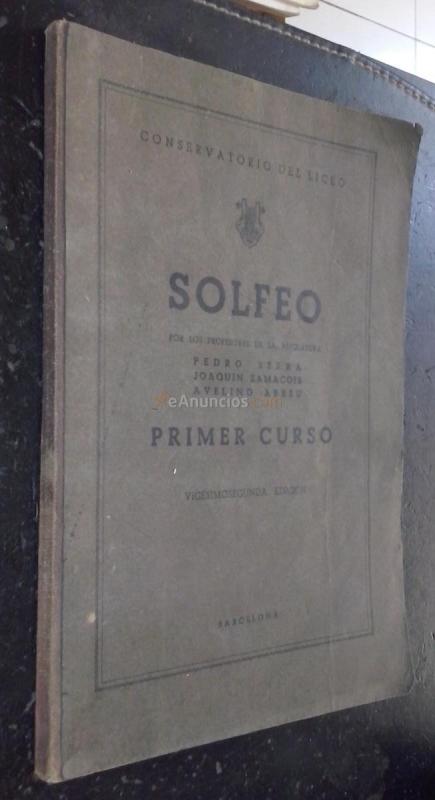 CONSERVATORIO DEL LICEO
SOLFEO
POR LOS PROFESORES DE LA ASIGNATURA
PEDRO SERRA
JOAQUIN ZAMACOIS
AVELINO ABREU
eAnuncios.com
PRIMER CURSO
VIGESIMOSEGUNDA EDICION
BARCELONA